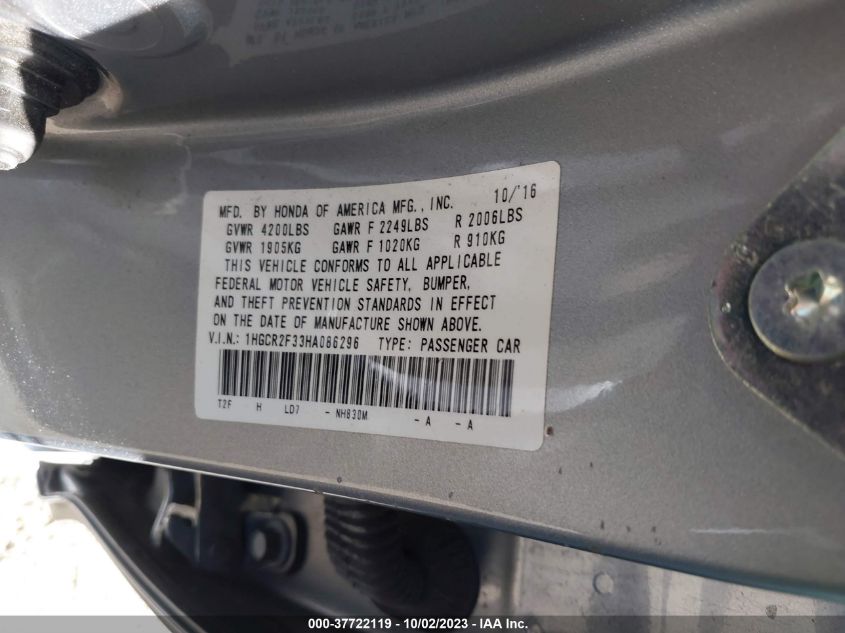 MFD. BY HONDA OF AMERICA MFG., INC. 10/'16
GVWR 4200LBS GAWR F 2249LBS R 2006LBS
GVWR 1905KG GAWR F 1020KG R 910KG
THIS VEHICLE CONFORMS TO ALL APPLICABLE
FEDERAL MOTOR VEHICLE SAFETY, BUMPER,
AND THEFT PREVENTION STANDARDS IN EFFECT
ON THE DATE OF MANUFACTURE SHOWN ABOVE.
V.I.N.: 1HGCR2F33HA086296 TYPE: PASSENGER CAR
T2F H LD7 - NH830M - A - A
000-37722119 - 10/02/2023 - IAA Inc.